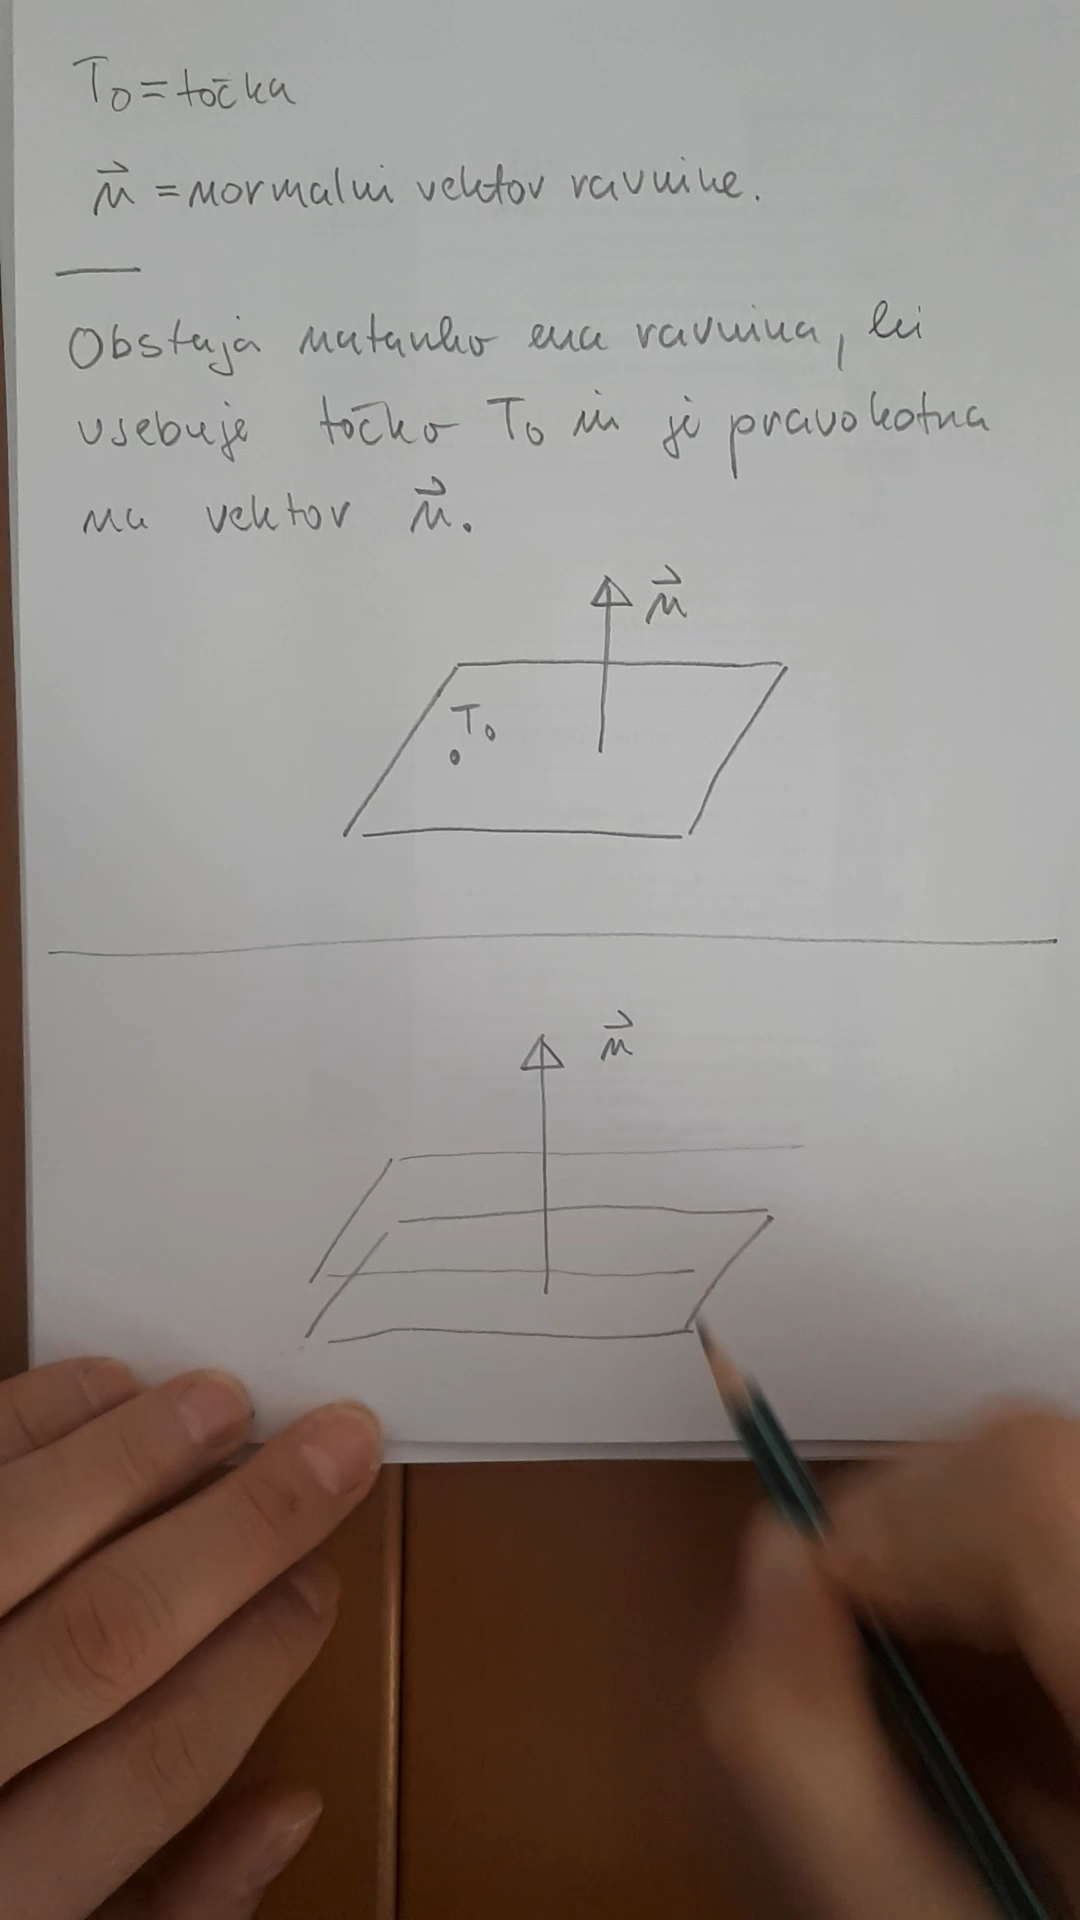 T₀ = točka
n⃗ = normalni vektor ravnine.
Obstaja natanko ena ravnina, ki
vsebuje točko T₀ in je pravokotna
na vektor n⃗.
n⃗
T₀
n⃗